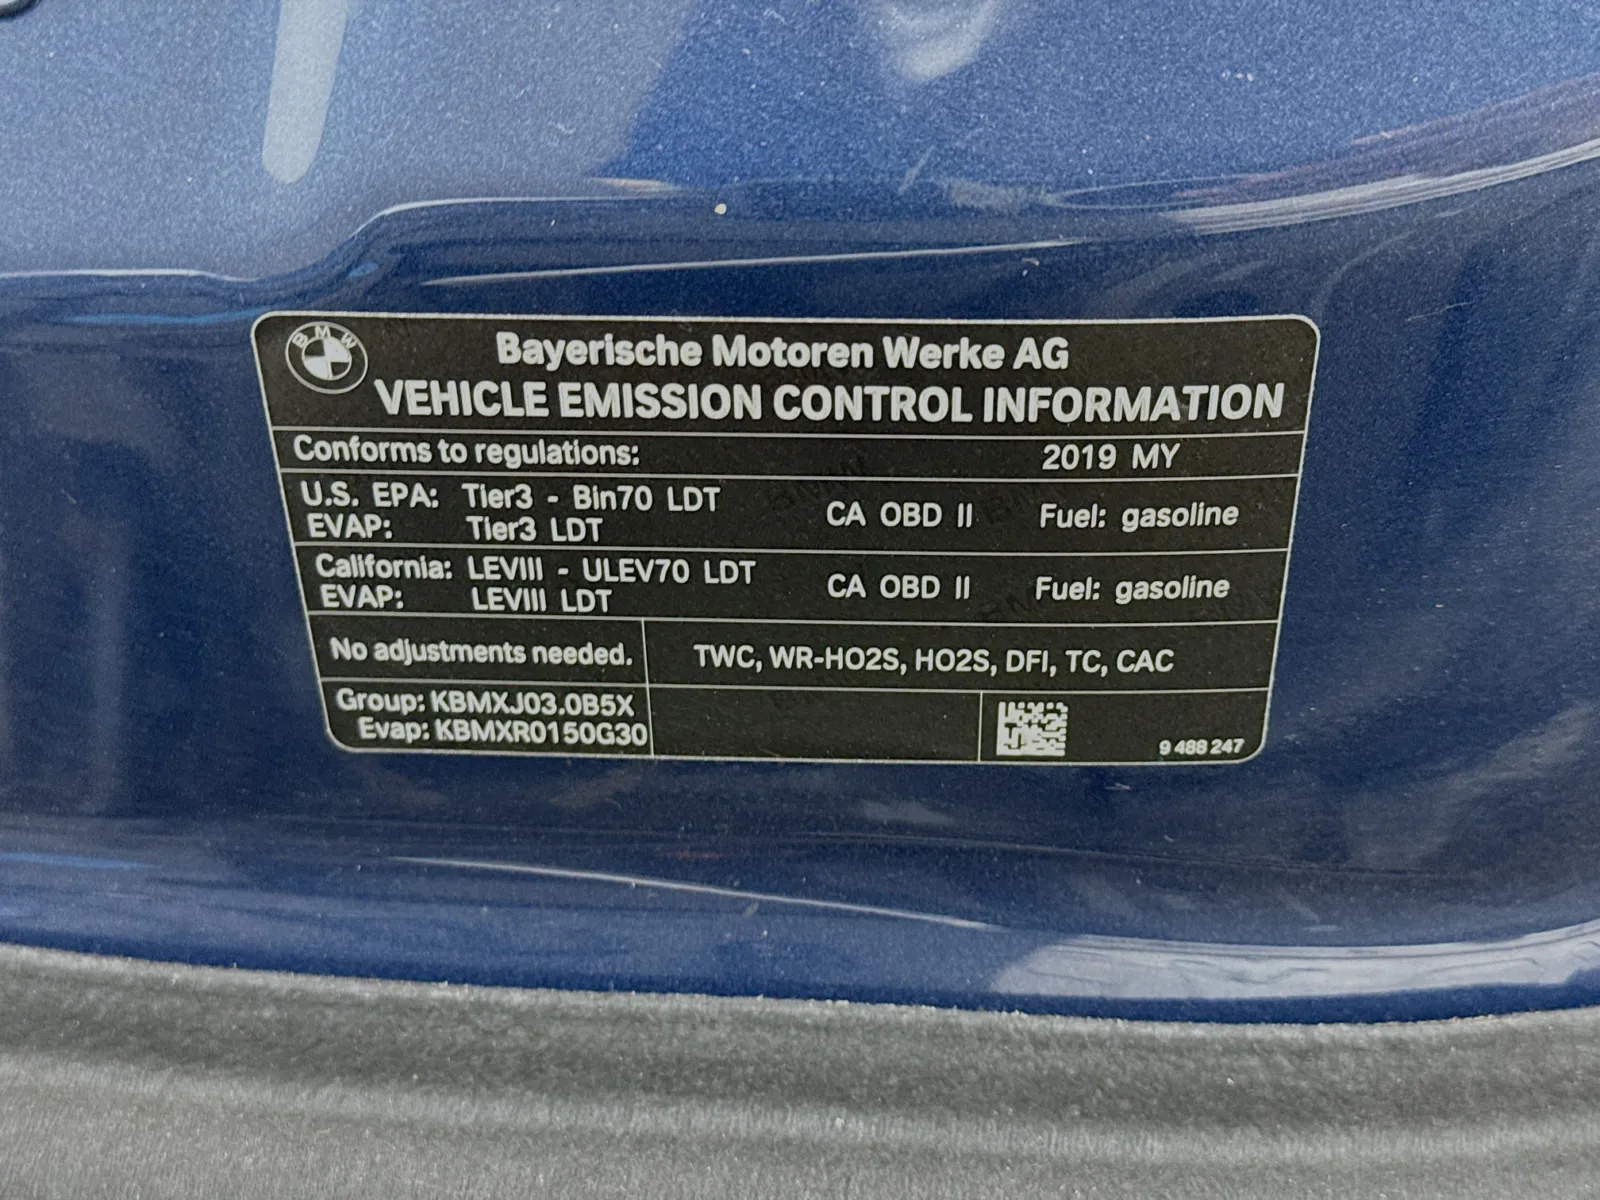 BMW
Bayerische Motoren Werke AG
VEHICLE EMISSION CONTROL INFORMATION
Conforms to regulations: 2019 MY
U.S. EPA: Tier3 - Bin70 LDT CA OBD II Fuel: gasoline
EVAP: Tier3 LDT
California: LEVIII - ULEV70 LDT CA OBD II Fuel: gasoline
EVAP: LEVIII LDT
No adjustments needed. TWC, WR-HO2S, HO2S, DFI, TC, CAC
Group: KBMXJ03.0B5X
Evap: KBMXR0150G30
9 488 247